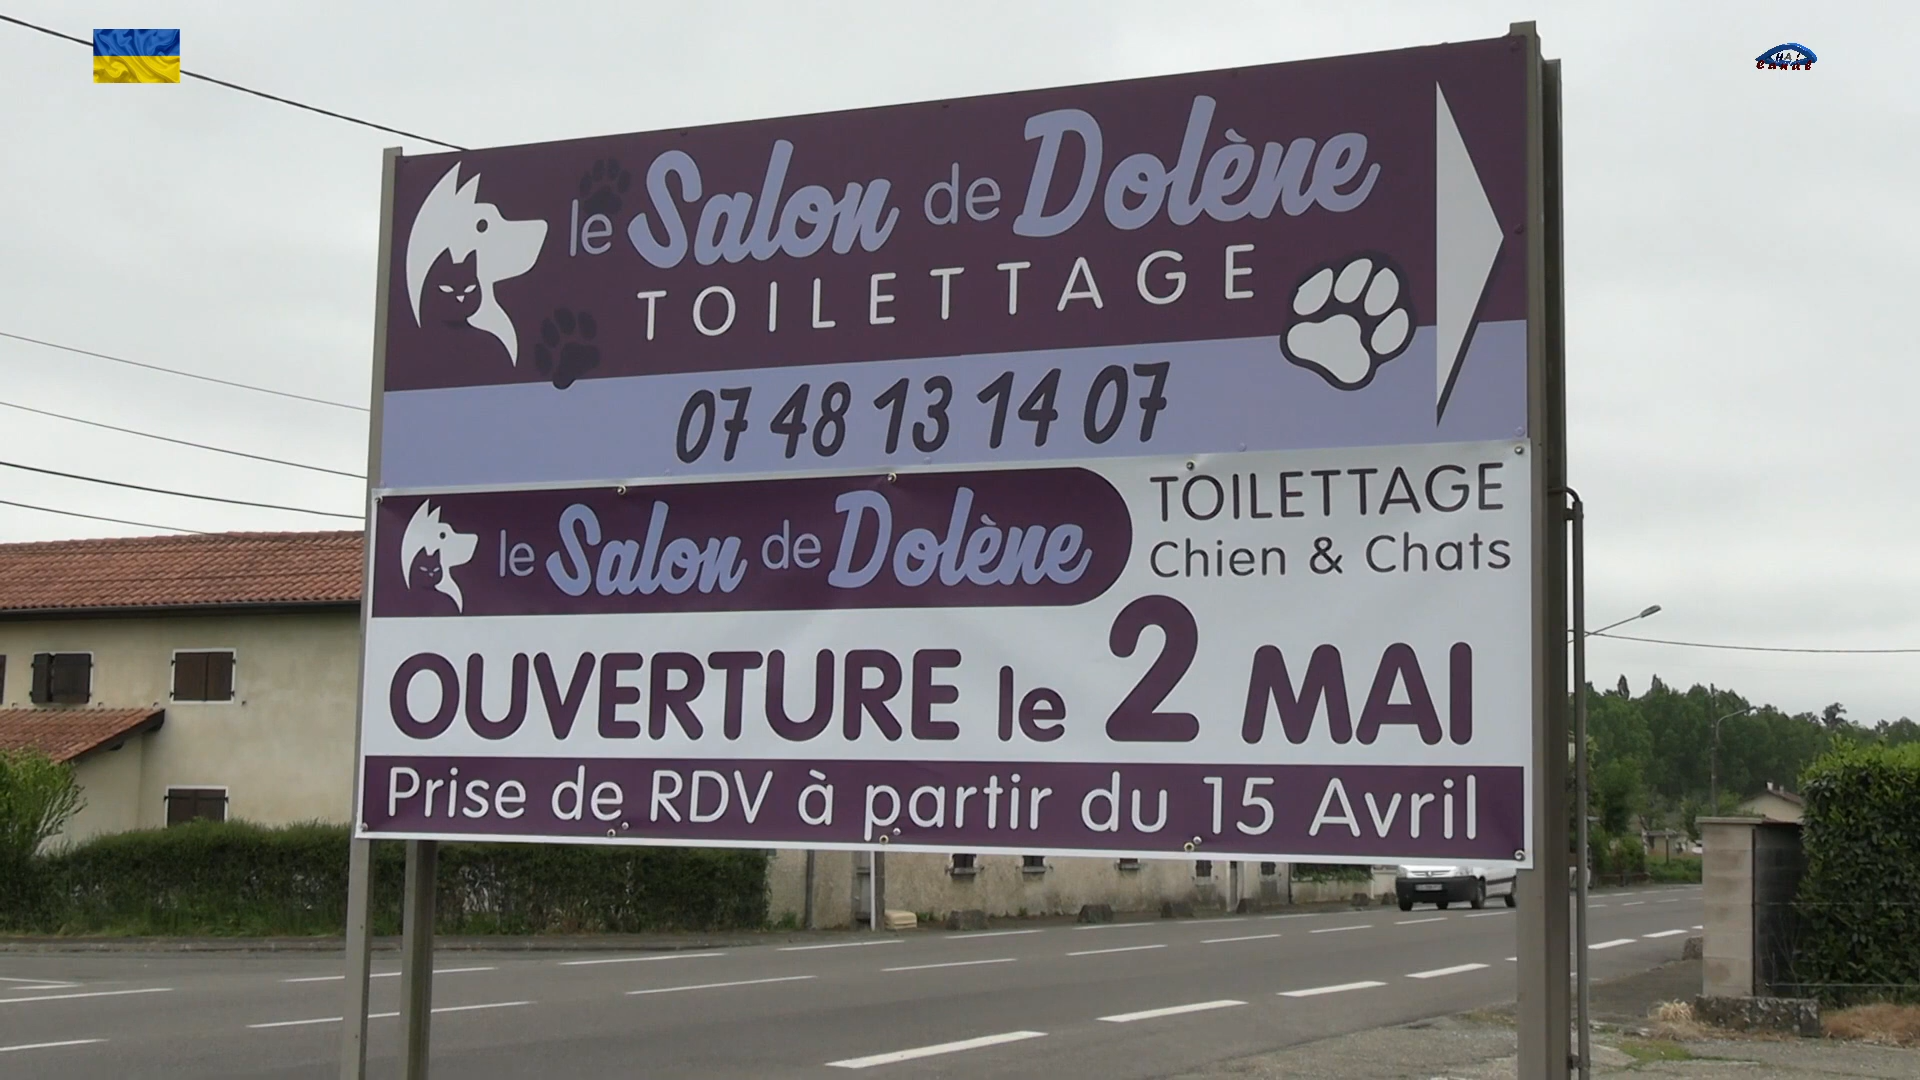 le Salon de Dolène
TOILETTAGE
07 48 13 14 07
le Salon de Dolène
TOILETTAGE
Chien & Chats
OUVERTURE le 2 MAI
Prise de RDV à partir du 15 Avril